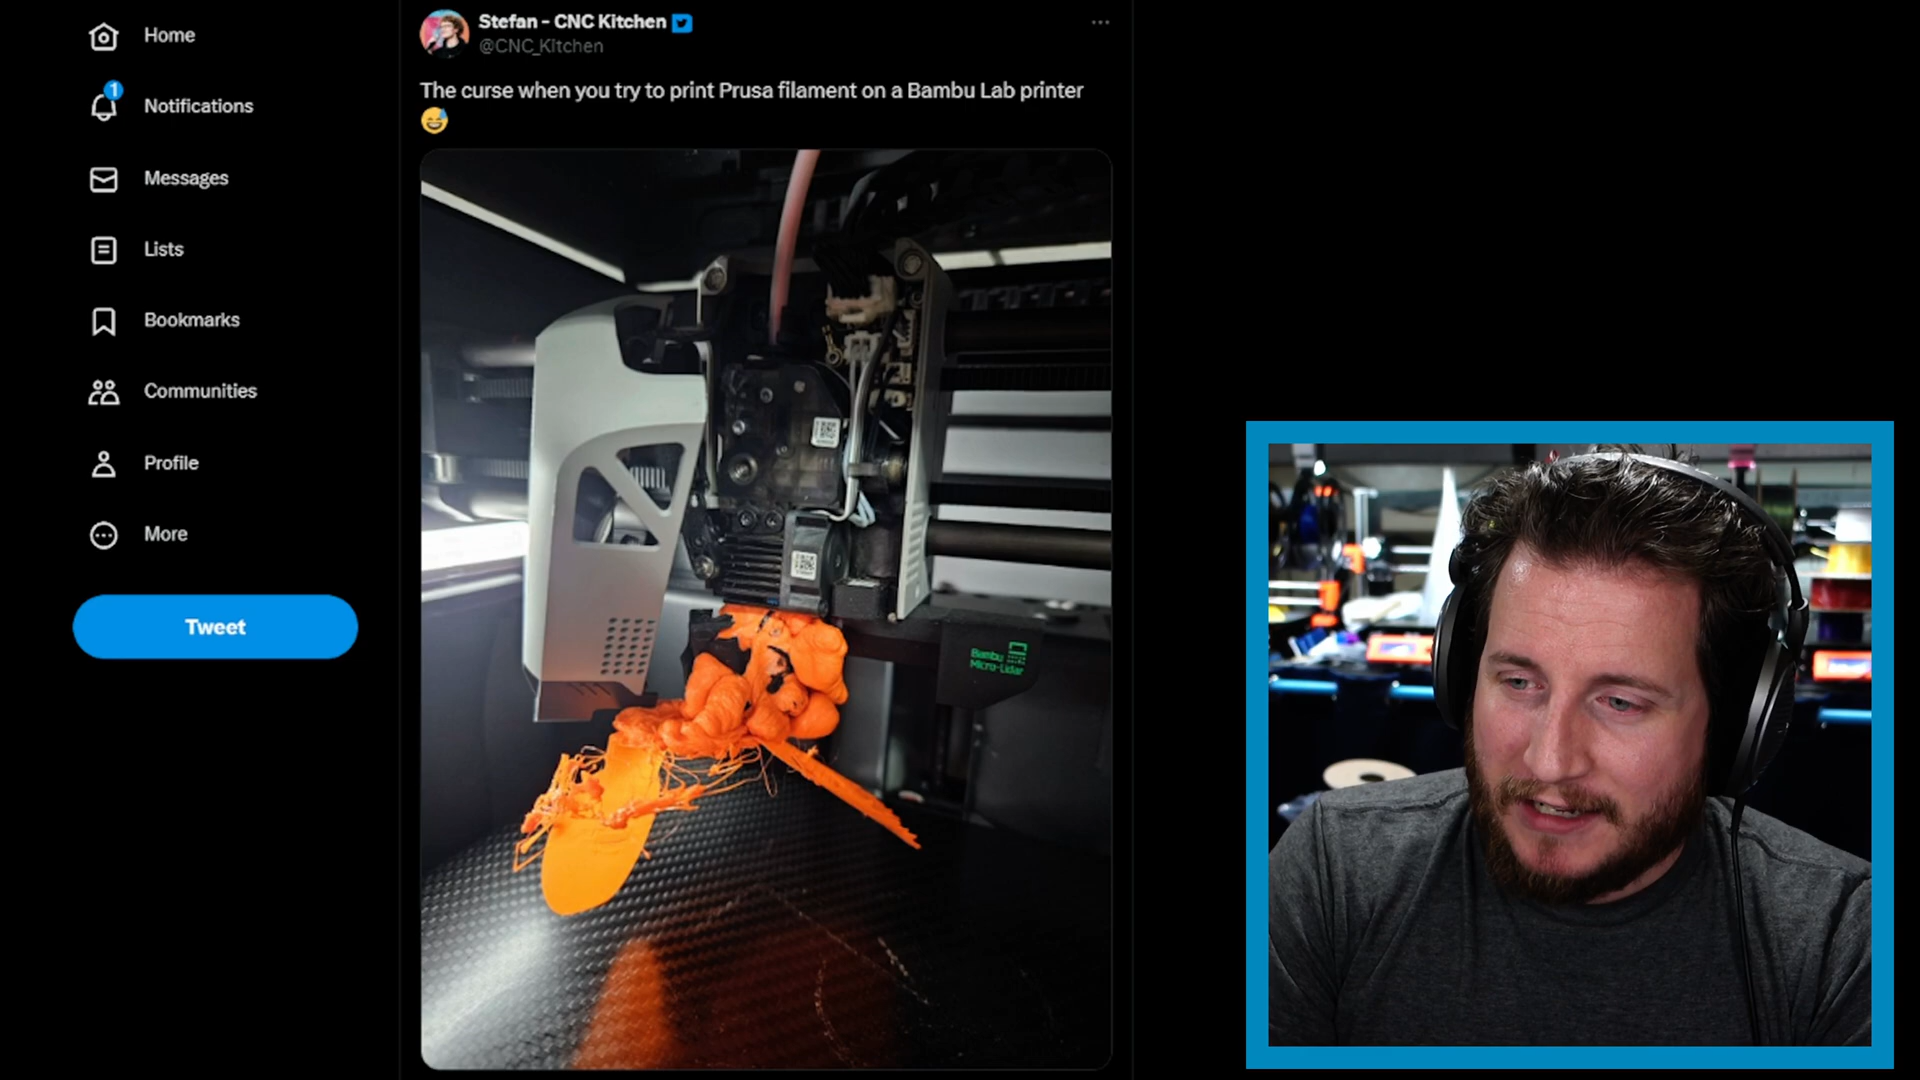 Home
Notifications
1
Messages
Lists
Bookmarks
Communities
Profile
More
Tweet
Stefan - CNC Kitchen
@CNC_Kitchen
The curse when you try to print Prusa filament on a Bambu Lab printer
😅
Bambu
Micro-Lidar